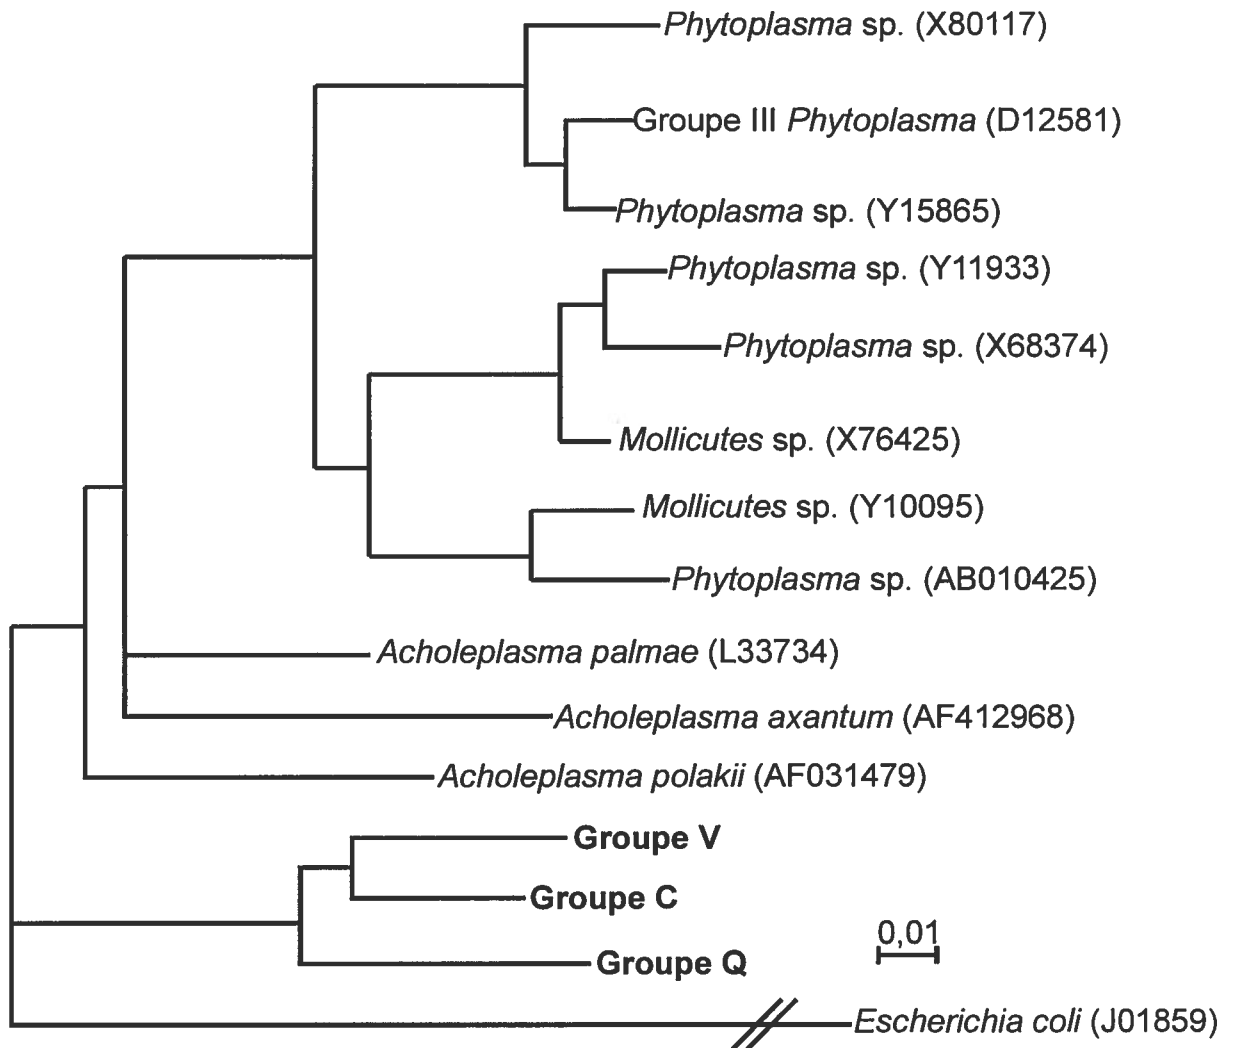 Phytoplasma sp. (X80117)
Groupe III Phytoplasma (D12581)
Phytoplasma sp. (Y15865)
Phytoplasma sp. (Y11933)
Phytoplasma sp. (X68374)
Mollicutes sp. (X76425)
Mollicutes sp. (Y10095)
Phytoplasma sp. (AB010425)
Acholeplasma palmae (L33734)
Acholeplasma axantum (AF412968)
Acholeplasma polakii (AF031479)
Groupe V
Groupe C
0,01
Groupe Q
Escherichia coli (J01859)